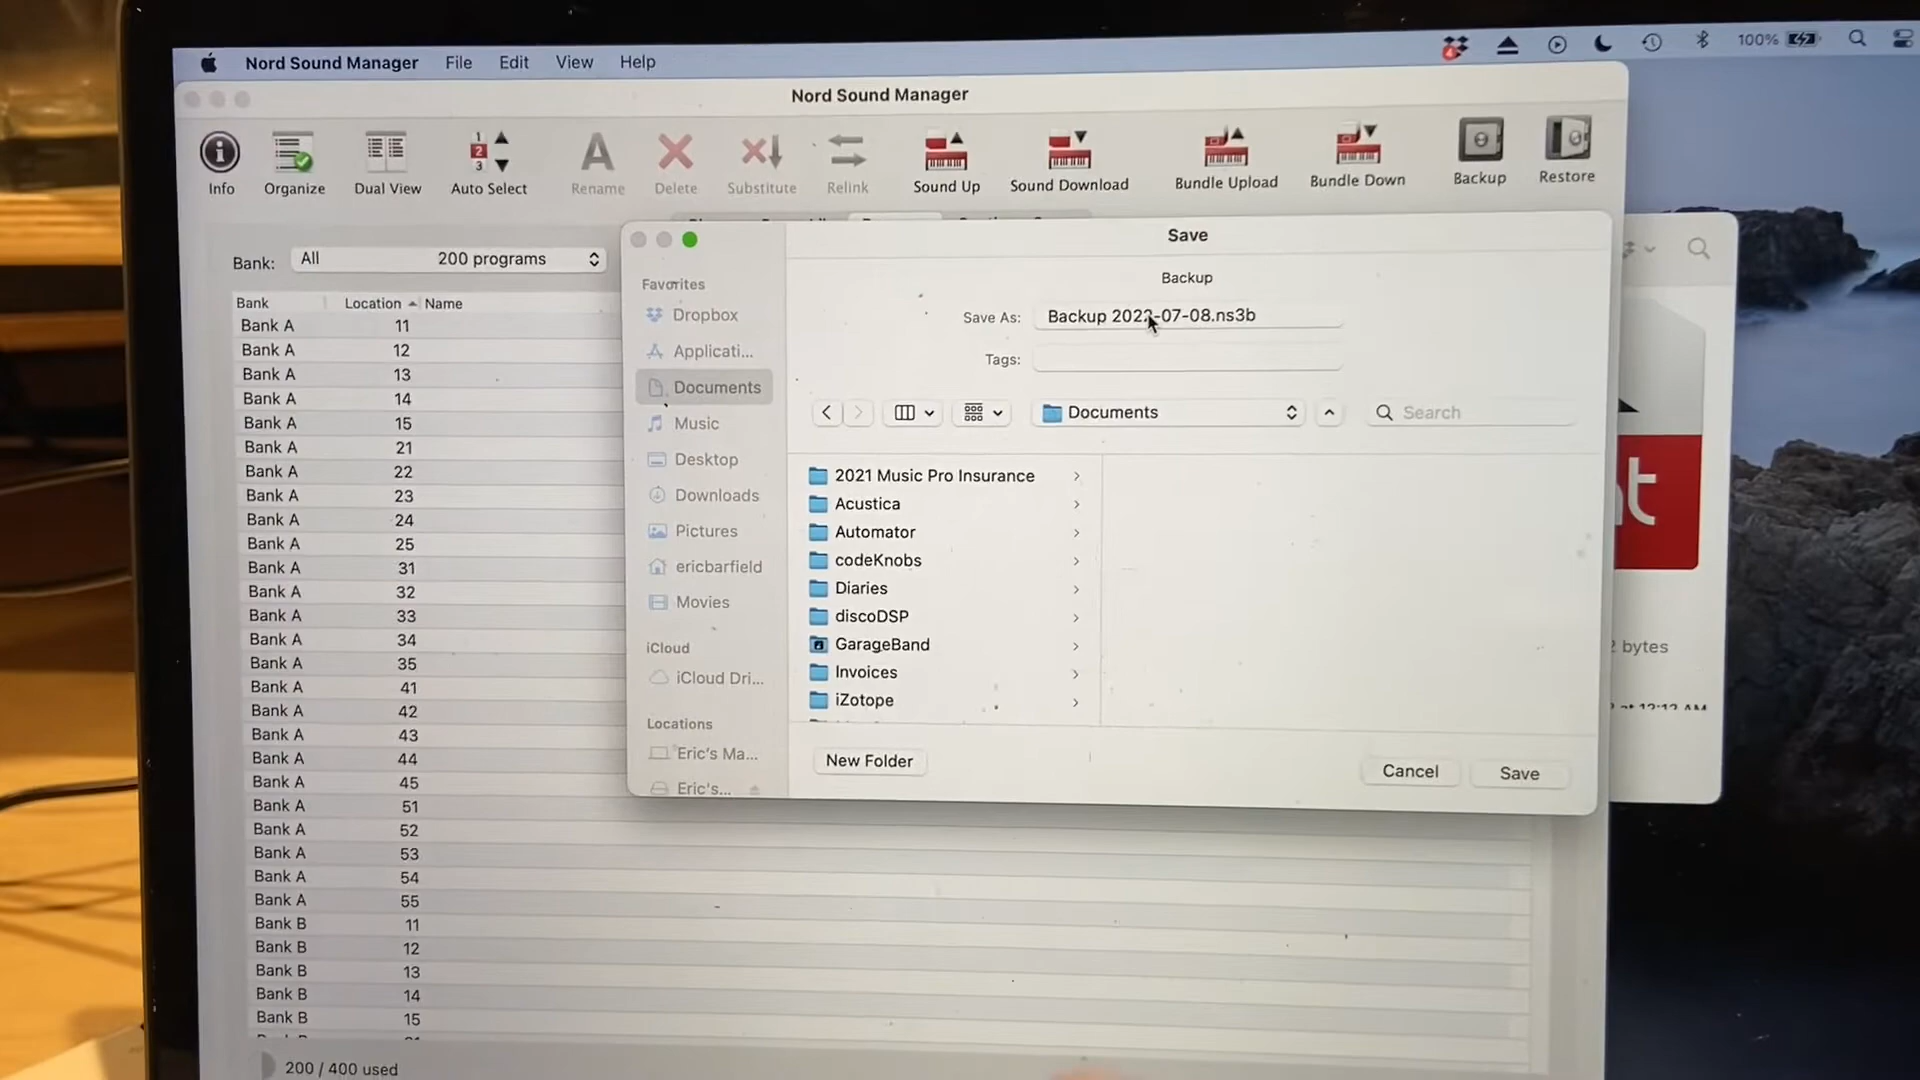 Nord Sound Manager File Edit View Help 100%
Nord Sound Manager
Info Organize Dual View Auto Select Rename Delete Substitute Relink Sound Up Sound Download Bundle Upload Bundle Down Backup Restore
Bank: All 200 programs
Bank Location Name
Bank A 11
Bank A 12
Bank A 13
Bank A 14
Bank A 15
Bank A 21
Bank A 22
Bank A 23
Bank A 24
Bank A 25
Bank A 31
Bank A 32
Bank A 33
Bank A 34
Bank A 35
Bank A 41
Bank A 42
Bank A 43
Bank A 44
Bank A 45
Bank A 51
Bank A 52
Bank A 53
Bank A 54
Bank A 55
Bank B 11
Bank B 12
Bank B 13
Bank B 14
Bank B 15
200 / 400 used
Save
Backup
Save As: Backup 2022-07-08.ns3b
Tags:
Documents
Search
Favorites
Dropbox
Applicati...
Documents
Music
Desktop
Downloads
Pictures
ericbarfield
Movies
iCloud
iCloud Dri...
Locations
Eric's Ma...
Eric's...
2021 Music Pro Insurance
Acustica
Automator
codeKnobs
Diaries
discoDSP
GarageBand
Invoices
iZotope
New Folder
Cancel Save
bytes